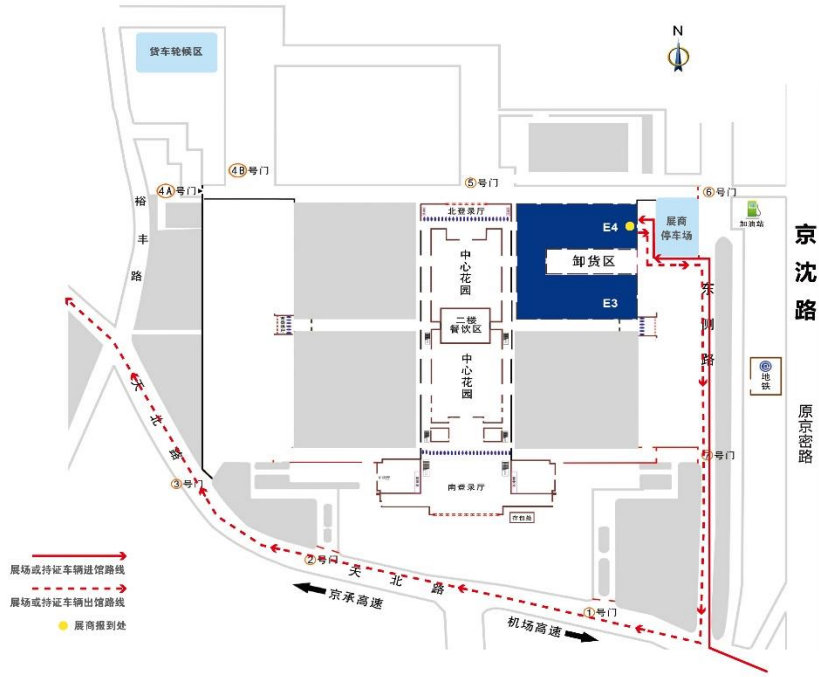 N
货车轮候区
4B号门
4A号门
⑤号门
⑥号门
裕丰路
北登录厅
中心花园
E4
卸货区
E3
展商
停车场
加油站
京沈路
东侧路
二楼
餐饮区
中心花园
地铁
原京密路
天北路
⑦号门
③号门
南登录厅
②号门
天北路
①号门
京承高速
机场高速
展场或持证车辆进馆路线
展场或持证车辆出馆路线
展商报到处